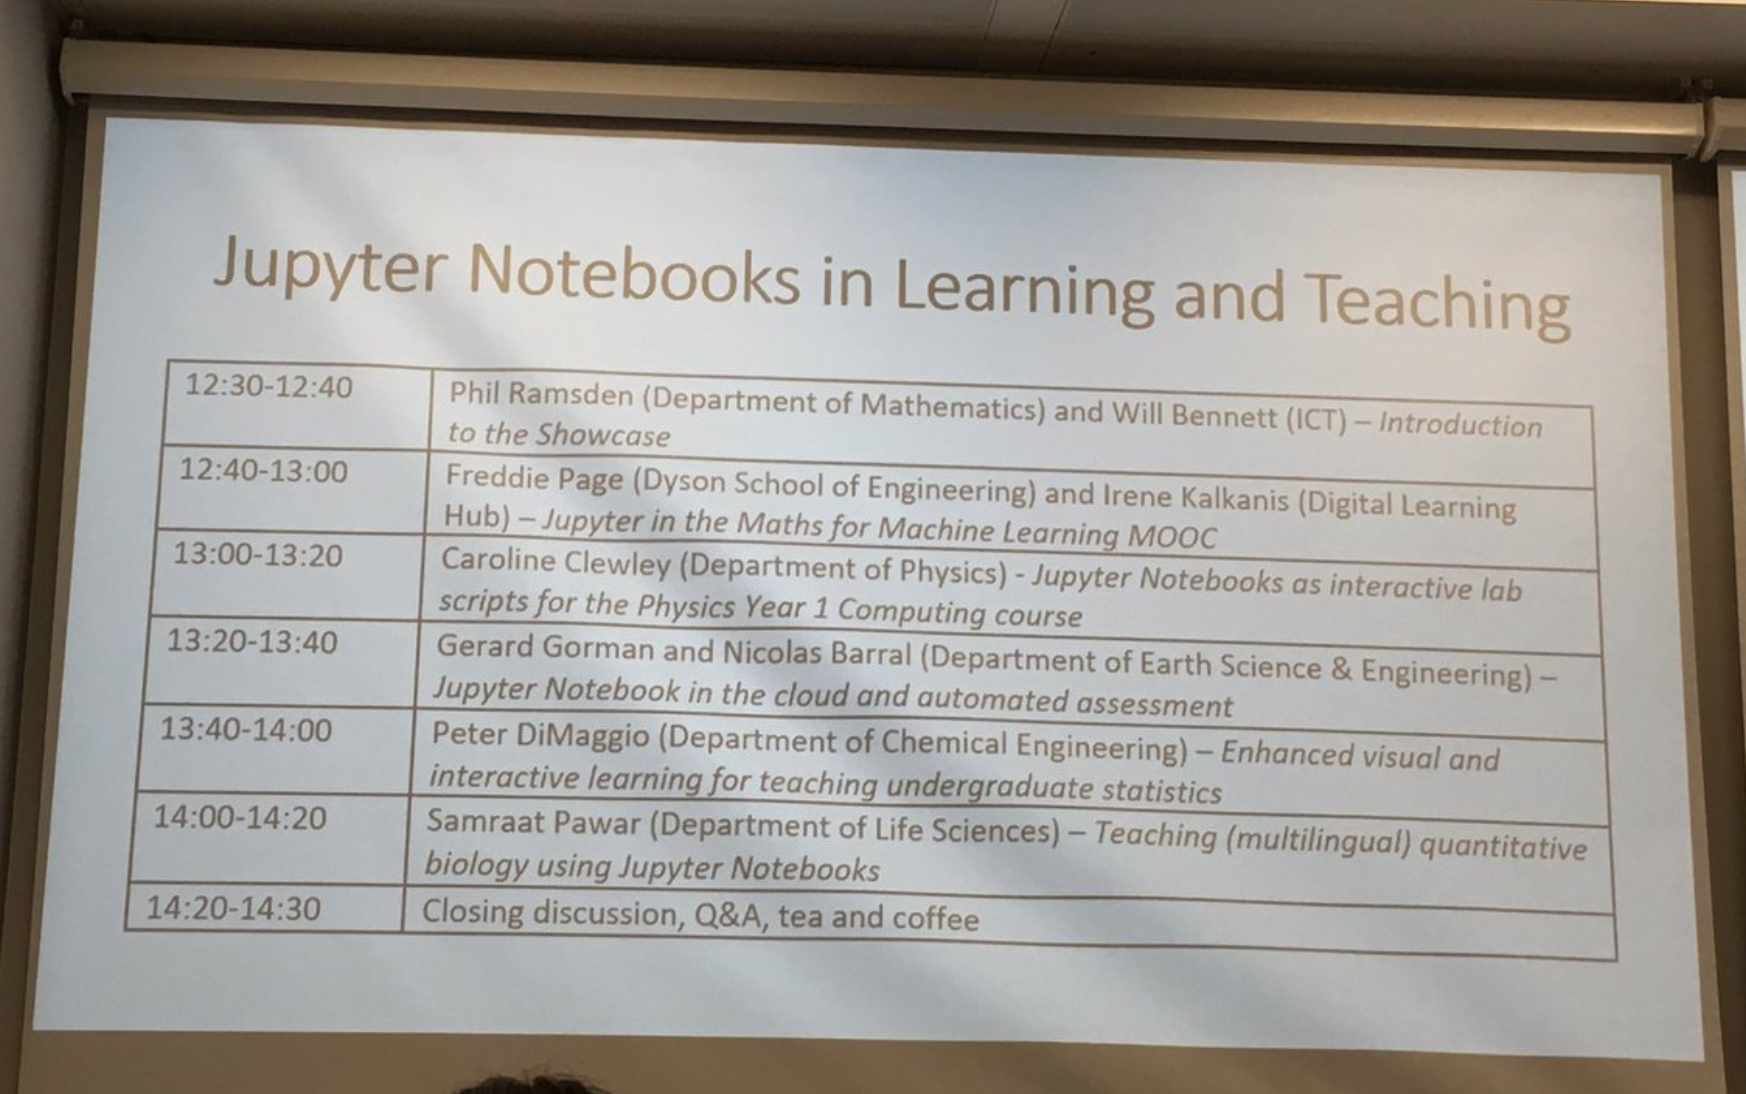 Jupyter Notebooks in Learning and Teaching
12:30-12:40
Phil Ramsden (Department of Mathematics) and Will Bennett (ICT) – Introduction
to the Showcase
12:40-13:00
Freddie Page (Dyson School of Engineering) and Irene Kalkanis (Digital Learning
Hub) – Jupyter in the Maths for Machine Learning MOOC
13:00-13:20
Caroline Clewley (Department of Physics) - Jupyter Notebooks as interactive lab
scripts for the Physics Year 1 Computing course
13:20-13:40
Gerard Gorman and Nicolas Barral (Department of Earth Science & Engineering) –
Jupyter Notebook in the cloud and automated assessment
13:40-14:00
Peter DiMaggio (Department of Chemical Engineering) – Enhanced visual and
interactive learning for teaching undergraduate statistics
14:00-14:20
Samraat Pawar (Department of Life Sciences) – Teaching (multilingual) quantitative
biology using Jupyter Notebooks
14:20-14:30
Closing discussion, Q&A, tea and coffee